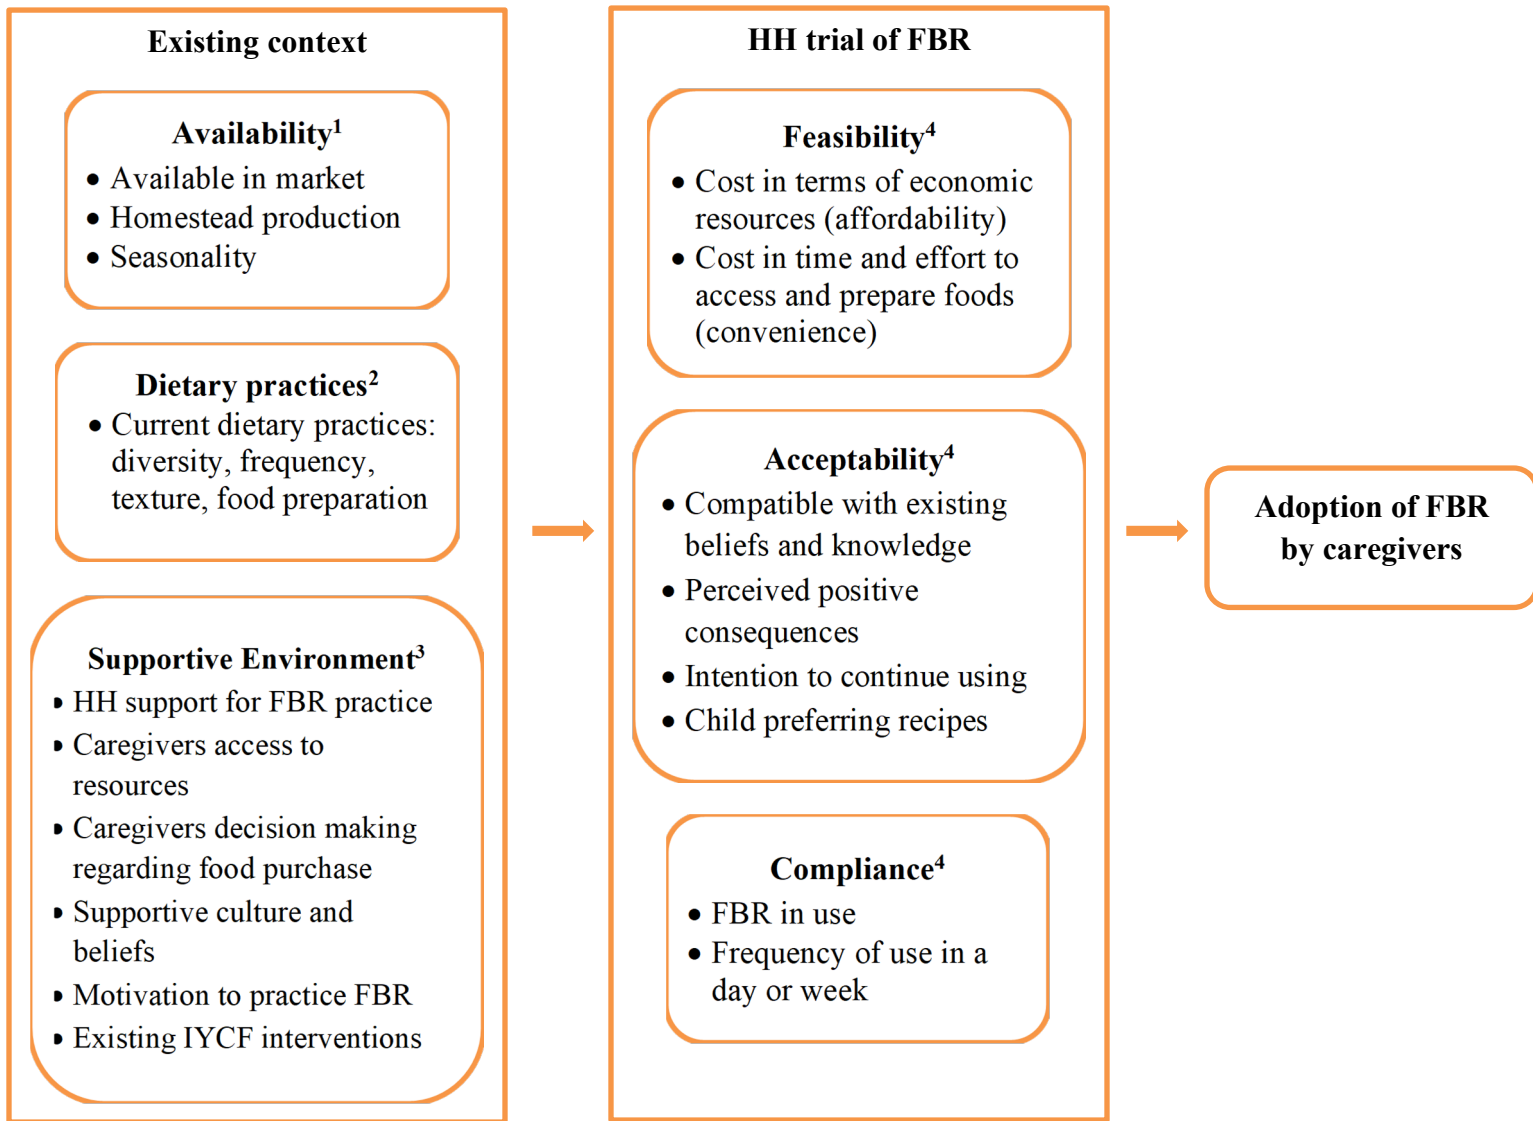 Existing context
Availability¹
• Available in market
• Homestead production
• Seasonality
Dietary practices²
• Current dietary practices:
diversity, frequency,
texture, food preparation
Supportive Environment³
• HH support for FBR practice
• Caregivers access to
resources
• Caregivers decision making
regarding food purchase
• Supportive culture and
beliefs
• Motivation to practice FBR
• Existing IYCF interventions
HH trial of FBR
Feasibility⁴
• Cost in terms of economic
resources (affordability)
• Cost in time and effort to
access and prepare foods
(convenience)
Acceptability⁴
• Compatible with existing
beliefs and knowledge
• Perceived positive
consequences
• Intention to continue using
• Child preferring recipes
Compliance⁴
• FBR in use
• Frequency of use in a
day or week
Adoption of FBR
by caregivers